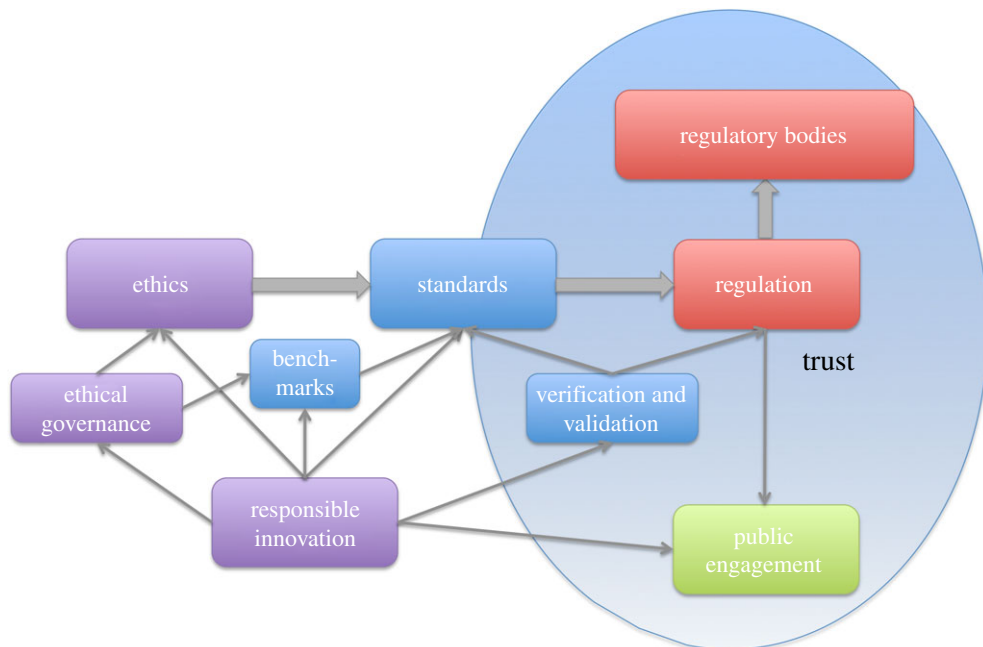 regulatory bodies
ethics
standards
regulation
trust
bench-
marks
ethical
governance
verification and
validation
responsible
innovation
public
engagement